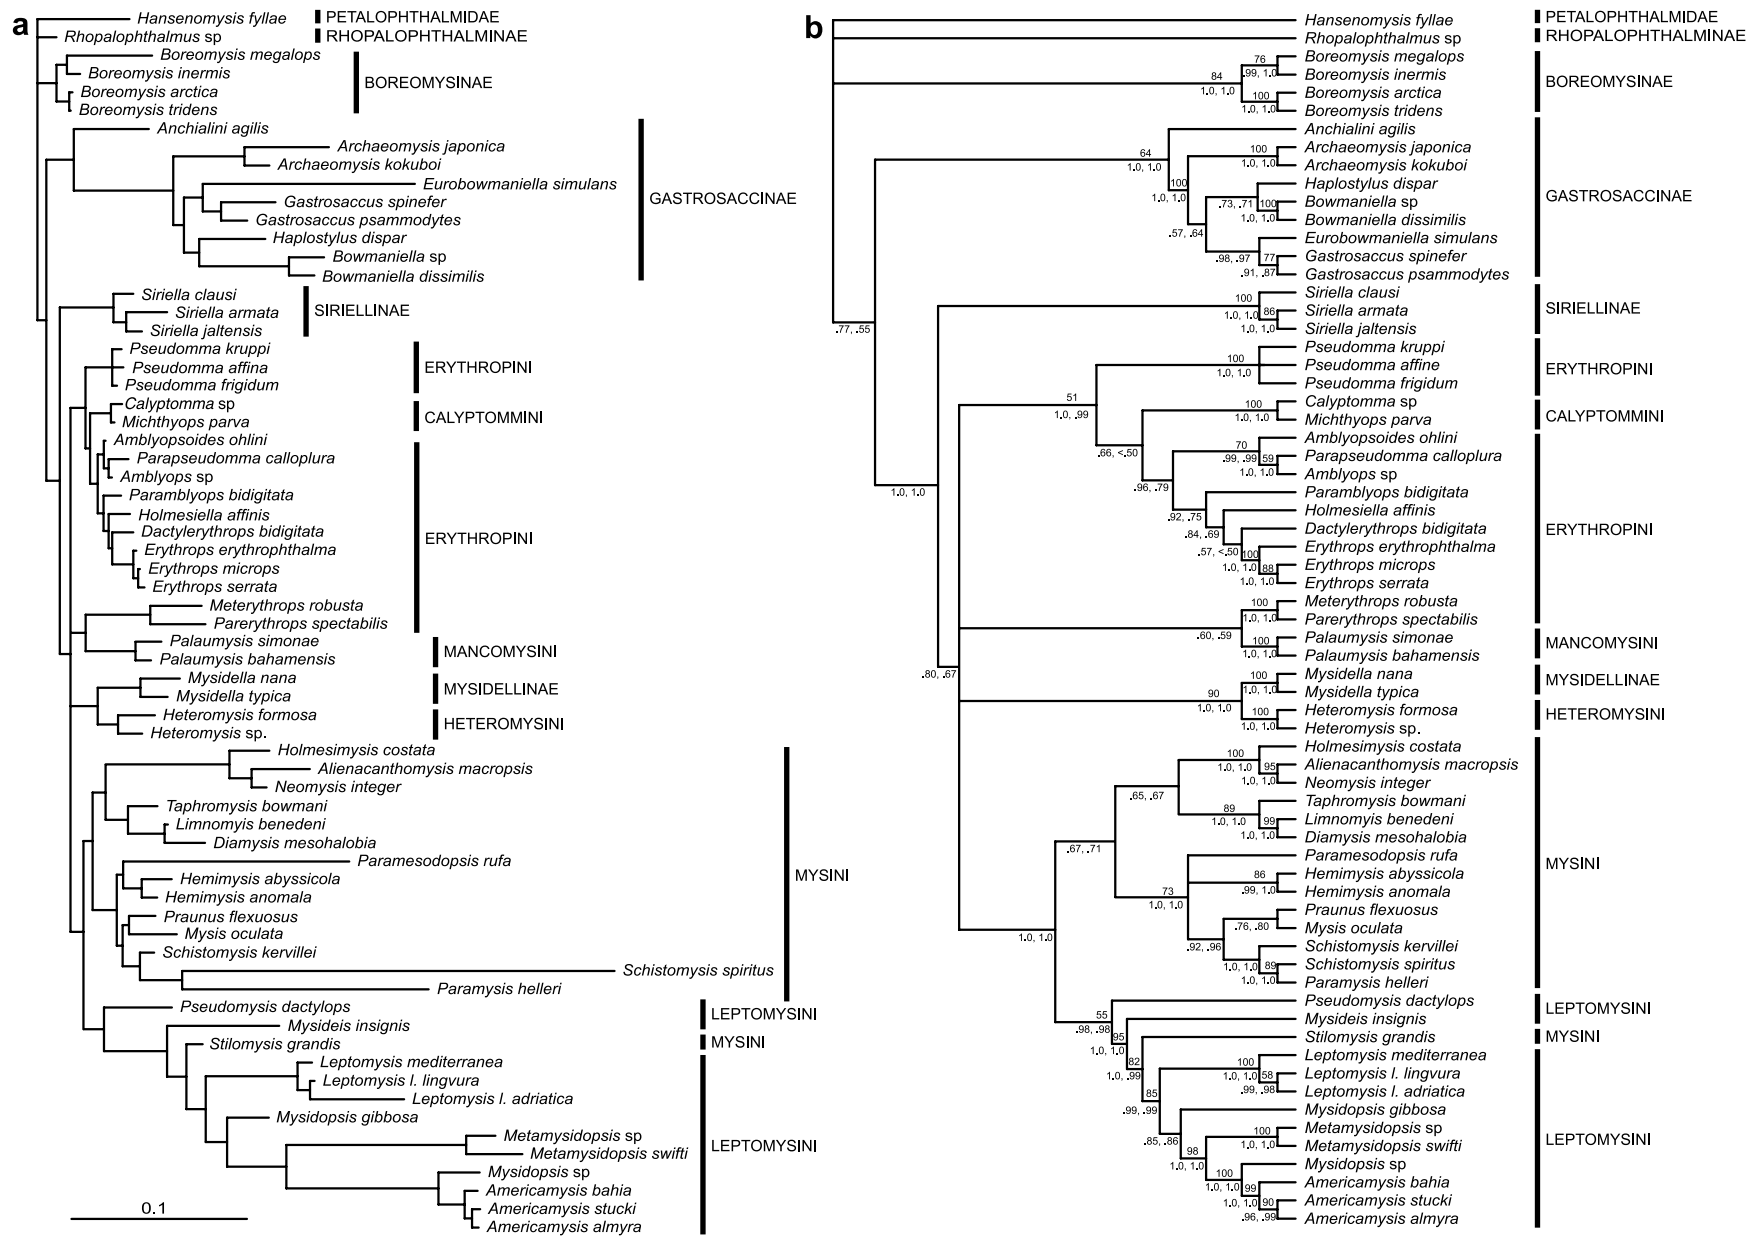 a
Hansenomysis fyllae
PETALOPHTHALMIDAE
Rhopalophthalmus sp
RHOPALOPHTHALMINAE
Boreomysis megalops
Boreomysis inermis
BOREOMYSINAE
Boreomysis arctica
Boreomysis tridens
Anchialini agilis
Archaeomysis japonica
Archaeomysis kokuboi
Eurobowmaniella simulans
GASTROSACCINAE
Gastrosaccus spinefer
Gastrosaccus psammodytes
Haplostylus dispar
Bowmaniella sp
Bowmaniella dissimilis
Siriella clausi
Siriella armata
SIRIELLINAE
Siriella jaltensis
Pseudomma kruppi
Pseudomma affina
ERYTHROPINI
Pseudomma frigidum
Calyptomma sp
CALYPTOMMINI
Michthyops parva
Amblyopsoides ohlini
Parapseudomma calloplura
Amblyops sp
Paramblyops bidigitata
Holmesiella affinis
Dactylerythrops bidigitata
ERYTHROPINI
Erythrops erythrophthalma
Erythrops microps
Erythrops serrata
Meterythrops robusta
Parerythrops spectabilis
Palaumysis simonae
MANCOMYSINI
Palaumysis bahamensis
Mysidella nana
MYSIDELLINAE
Mysidella typica
Heteromysis formosa
HETEROMYSINI
Heteromysis sp.
Holmesimysis costata
Alienacanthomysis macropsis
Neomysis integer
Taphromysis bowmani
Limnomyis benedeni
Diamysis mesohalobia
Paramesodopsis rufa
MYSINI
Hemimysis abyssicola
Hemimysis anomala
Praunus flexuosus
Mysis oculata
Schistomysis kervillei
Schistomysis spiritus
Paramysis helleri
Pseudomysis dactylops
LEPTOMYSINI
Mysideis insignis
Stilomysis grandis
MYSINI
Leptomysis mediterranea
Leptomysis l. lingvura
Leptomysis l. adriatica
Mysidopsis gibbosa
Metamysidopsis sp
LEPTOMYSINI
Metamysidopsis swifti
Mysidopsis sp
Americamysis bahia
Americamysis stucki
Americamysis almyra
0.1
b
Hansenomysis fyllae
PETALOPHTHALMIDAE
Rhopalophthalmus sp
RHOPALOPHTHALMINAE
Boreomysis megalops
76
.99, 1.0
Boreomysis inermis
84
1.0, 1.0
BOREOMYSINAE
Boreomysis arctica
100
1.0, 1.0
Boreomysis tridens
Anchialini agilis
64
1.0, 1.0
Archaeomysis japonica
100
1.0, 1.0
Archaeomysis kokuboi
100
1.0, 1.0
Haplostylus dispar
GASTROSACCINAE
.73, .71
Bowmaniella sp
100
1.0, 1.0
Bowmaniella dissimilis
.57, .64
Eurobowmaniella simulans
.98, .97
Gastrosaccus spinefer
77
.91, .87
Gastrosaccus psammodytes
Siriella clausi
100
1.0, 1.0
Siriella armata
SIRIELLINAE
86
1.0, 1.0
Siriella jaltensis
.77, .55
Pseudomma kruppi
100
1.0, 1.0
Pseudomma affine
ERYTHROPINI
Pseudomma frigidum
51
1.0, .99
Calyptomma sp
100
1.0, 1.0
CALYPTOMMINI
Michthyops parva
.66, <.50
Amblyopsoides ohlini
70
.99, .99
Parapseudomma calloplura
59
1.0, 1.0
Amblyops sp
.96, .79
Paramblyops bidigitata
1.0, 1.0
Holmesiella affinis
.92, .75
Dactylerythrops bidigitata
ERYTHROPINI
.84, .69
Erythrops erythrophthalma
.57, <.50
100
1.0, 1.0
Erythrops microps
88
1.0, 1.0
Erythrops serrata
Meterythrops robusta
100
1.0, 1.0
Parerythrops spectabilis
.60, .59
Palaumysis simonae
100
1.0, 1.0
MANCOMYSINI
Palaumysis bahamensis
.80, .67
Mysidella nana
100
1.0, 1.0
MYSIDELLINAE
Mysidella typica
90
1.0, 1.0
Heteromysis formosa
100
1.0, 1.0
HETEROMYSINI
Heteromysis sp.
Holmesimysis costata
100
1.0, 1.0
Alienacanthomysis macropsis
95
1.0, 1.0
Neomysis integer
.65, .67
Taphromysis bowmani
89
1.0, 1.0
Limnomysis benedeni
99
1.0, 1.0
Diamysis mesohalobia
.67, .71
Paramesodopsis rufa
MYSINI
Hemimysis abyssicola
86
.99, 1.0
Hemimysis anomala
73
1.0, 1.0
Praunus flexuosus
.76, .80
Mysis oculata
1.0, 1.0
.92, .96
Schistomysis kervillei
1.0, 1.0
Schistomysis spiritus
89
1.0, 1.0
Paramysis helleri
Pseudomysis dactylops
LEPTOMYSINI
55
.98, .98
Mysideis insignis
95
1.0, 1.0
Stilomysis grandis
MYSINI
82
1.0, .99
Leptomysis mediterranea
100
1.0, 1.0
Leptomysis l. lingvura
58
.99, .98
Leptomysis l. adriatica
85
.99, .99
Mysidopsis gibbosa
.85, .86
Metamysidopsis sp
100
1.0, 1.0
LEPTOMYSINI
Metamysidopsis swifti
98
1.0, 1.0
Mysidopsis sp
100
1.0, 1.0
Americamysis bahia
99
1.0, 1.0
Americamysis stucki
90
.96, .99
Americamysis almyra